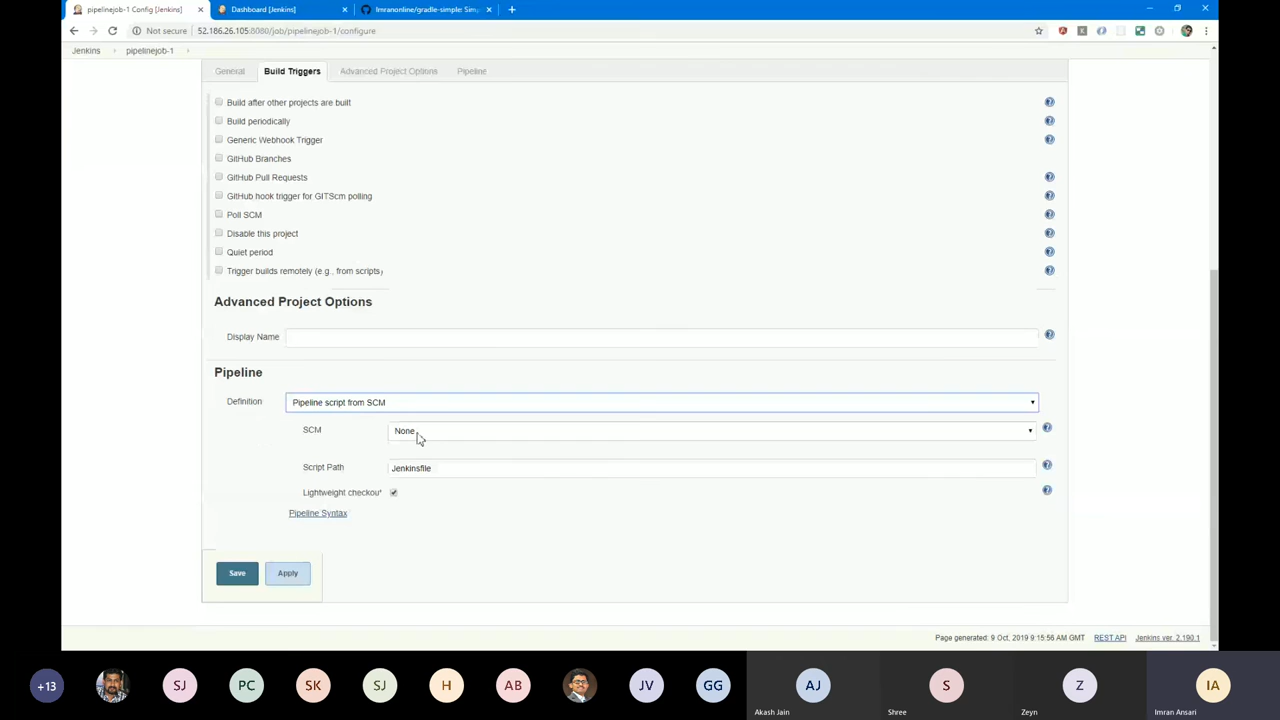 pipelinejob-1 Config [Jenkins]
Dashboard [Jenkins]
Imranonline/gradle-simple: Sim
Not secure
52.186.26.105:8080/job/pipelinejob-1/configure
Jenkins
pipelinejob-1
General
Build Triggers
Advanced Project Options
Pipeline
Build after other projects are built
Build periodically
Generic Webhook Trigger
GitHub Branches
GitHub Pull Requests
GitHub hook trigger for GITScm polling
Poll SCM
Disable this project
Quiet period
Trigger builds remotely (e.g., from scripts)
Advanced Project Options
Display Name
Pipeline
Definition
Pipeline script from SCM
SCM
None
Script Path
Jenkinsfile
Lightweight checkou
Pipeline Syntax
Save
Apply
Page generated: 9 Oct, 2019 9:15:56 AM GMT
REST API
Jenkins ver. 2.190.1
+13
SJ
PC
SK
SJ
H
AB
JV
GG
AJ
Akash Jain
S
Shree
Z
Zeyn
IA
Imran Ansari